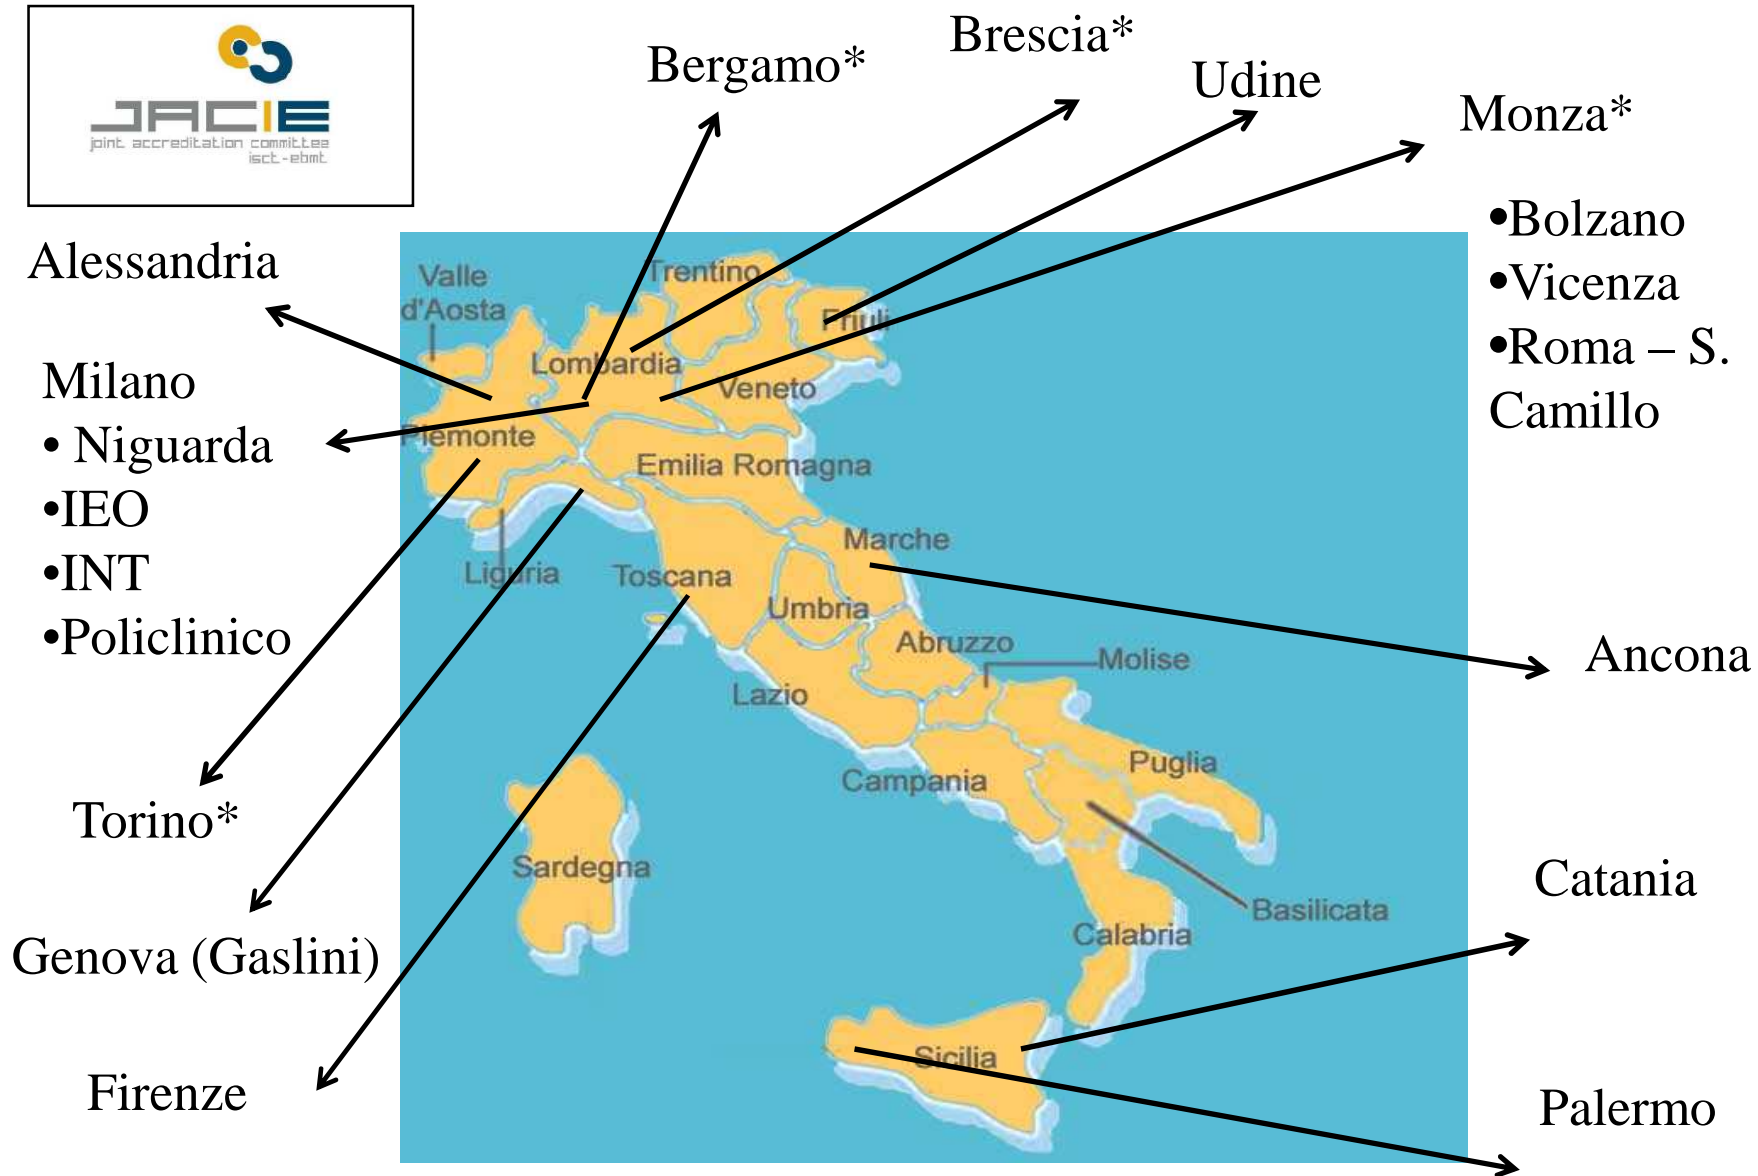 JACIE
joint accreditation committee
isct-ebmt
Bergamo*
Brescia*
Udine
Monza*
•Bolzano
•Vicenza
•Roma – S.
Camillo
Alessandria
Milano
• Niguarda
•IEO
•INT
•Policlinico
Torino*
Genova (Gaslini)
Firenze
Ancona
Catania
Palermo
Valle
d'Aosta
Trentino
Friuli
Lombardia
Veneto
Piemonte
Emilia Romagna
Liguria
Toscana
Marche
Umbria
Abruzzo
Molise
Lazio
Campania
Puglia
Sardegna
Basilicata
Calabria
Sicilia